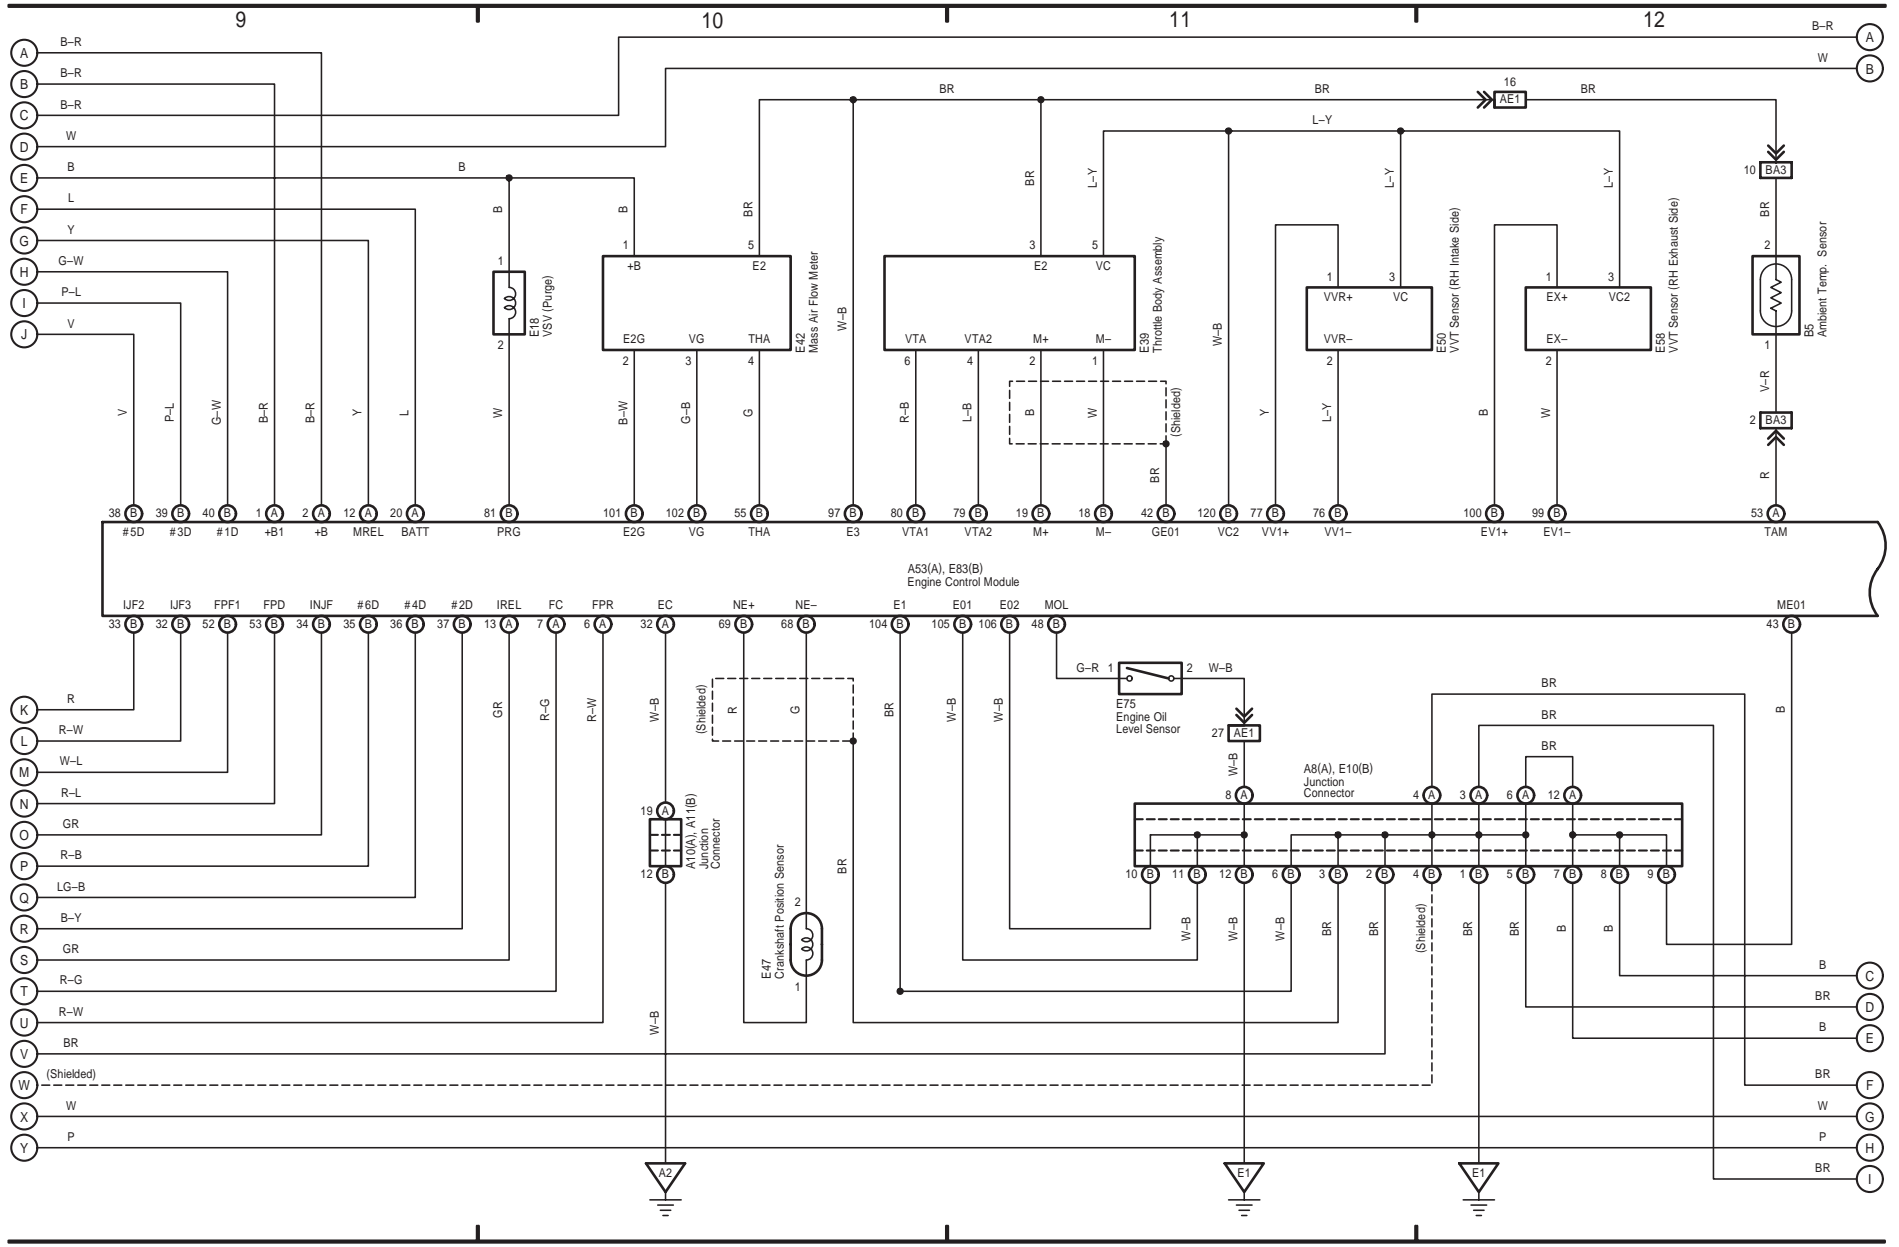 9
10
11
12
A
B–R
B–R
A
B
B–R
W
B
C
B–R
D
W
E
B
B
F
L
G
Y
H
G–W
I
P–L
J
V
BR
BR
16
AE1
BR
L–Y
10
BA3
B
B
BR
BR
L–Y
W–B
W–B
L–Y
L–Y
BR
1
2
E18
VSV (Purge)
1
5
+B
E2
E2G
VG
THA
2
3
4
E42
Mass Air Flow Meter
3
5
E2
VC
VTA
VTA2
M+
M–
6
4
2
1
E39
Throttle Body Assembly
1
3
VVR+
VC
VVR–
2
E50
VVT Sensor (RH Intake Side)
1
3
EX+
VC2
EX–
2
E58
VVT Sensor (RH Exhaust Side)
2
1
B5
Ambient Temp. Sensor
V–R
2
BA3
R
V
P–L
G–W
B–R
B–R
Y
L
W
B–W
G–B
G
R–B
L–B
B
W
(Shielded)
BR
Y
L–Y
B
W
38 B
39 B
40 B
1 A
2 A
12 A
20 A
81 B
101 B
102 B
55 B
97 B
80 B
79 B
19 B
18 B
42 B
120 B
77 B
76 B
100 B
99 B
53 A
#5D
#3D
#1D
+B1
+B
MREL
BATT
PRG
E2G
VG
THA
E3
VTA1
VTA2
M+
M–
GE01
VC2
VV1+
VV1–
EV1+
EV1–
TAM
A53(A), E83(B)
Engine Control Module
IJF2
IJF3
FPF1
FPD
INJF
#6D
#4D
#2D
IREL
FC
FPR
EC
NE+
NE–
E1
E01
E02
MOL
ME01
33 B
32 B
52 B
53 B
34 B
35 B
36 B
37 B
13 A
7 A
6 A
32 A
69 B
68 B
104 B
105 B
106 B
48 B
43 B
G–R
1
2
W–B
E75
Engine Oil
Level Sensor
27
AE1
W–B
GR
R–G
R–W
W–B
(Shielded)
R
G
BR
W–B
W–B
BR
BR
BR
B
K
R
L
R–W
M
W–L
N
R–L
O
GR
P
R–B
Q
LG–B
R
B–Y
S
GR
T
R–G
U
R–W
V
BR
W
(Shielded)
X
W
Y
P
19 A
12 B
A10(A), A11(B)
Junction
Connector
W–B
E47
Crankshaft Position Sensor
2
1
BR
A8(A), E10(B)
Junction
Connector
8 A
4 A
3 A
6 A
12 A
10 B
11 B
12 B
6 B
3 B
2 B
4 B
1 B
5 B
7 B
8 B
9 B
W–B
W–B
W–B
BR
BR
(Shielded)
BR
BR
B
B
B
C
BR
D
B
E
BR
F
W
G
P
H
BR
I
A2
E1
E1